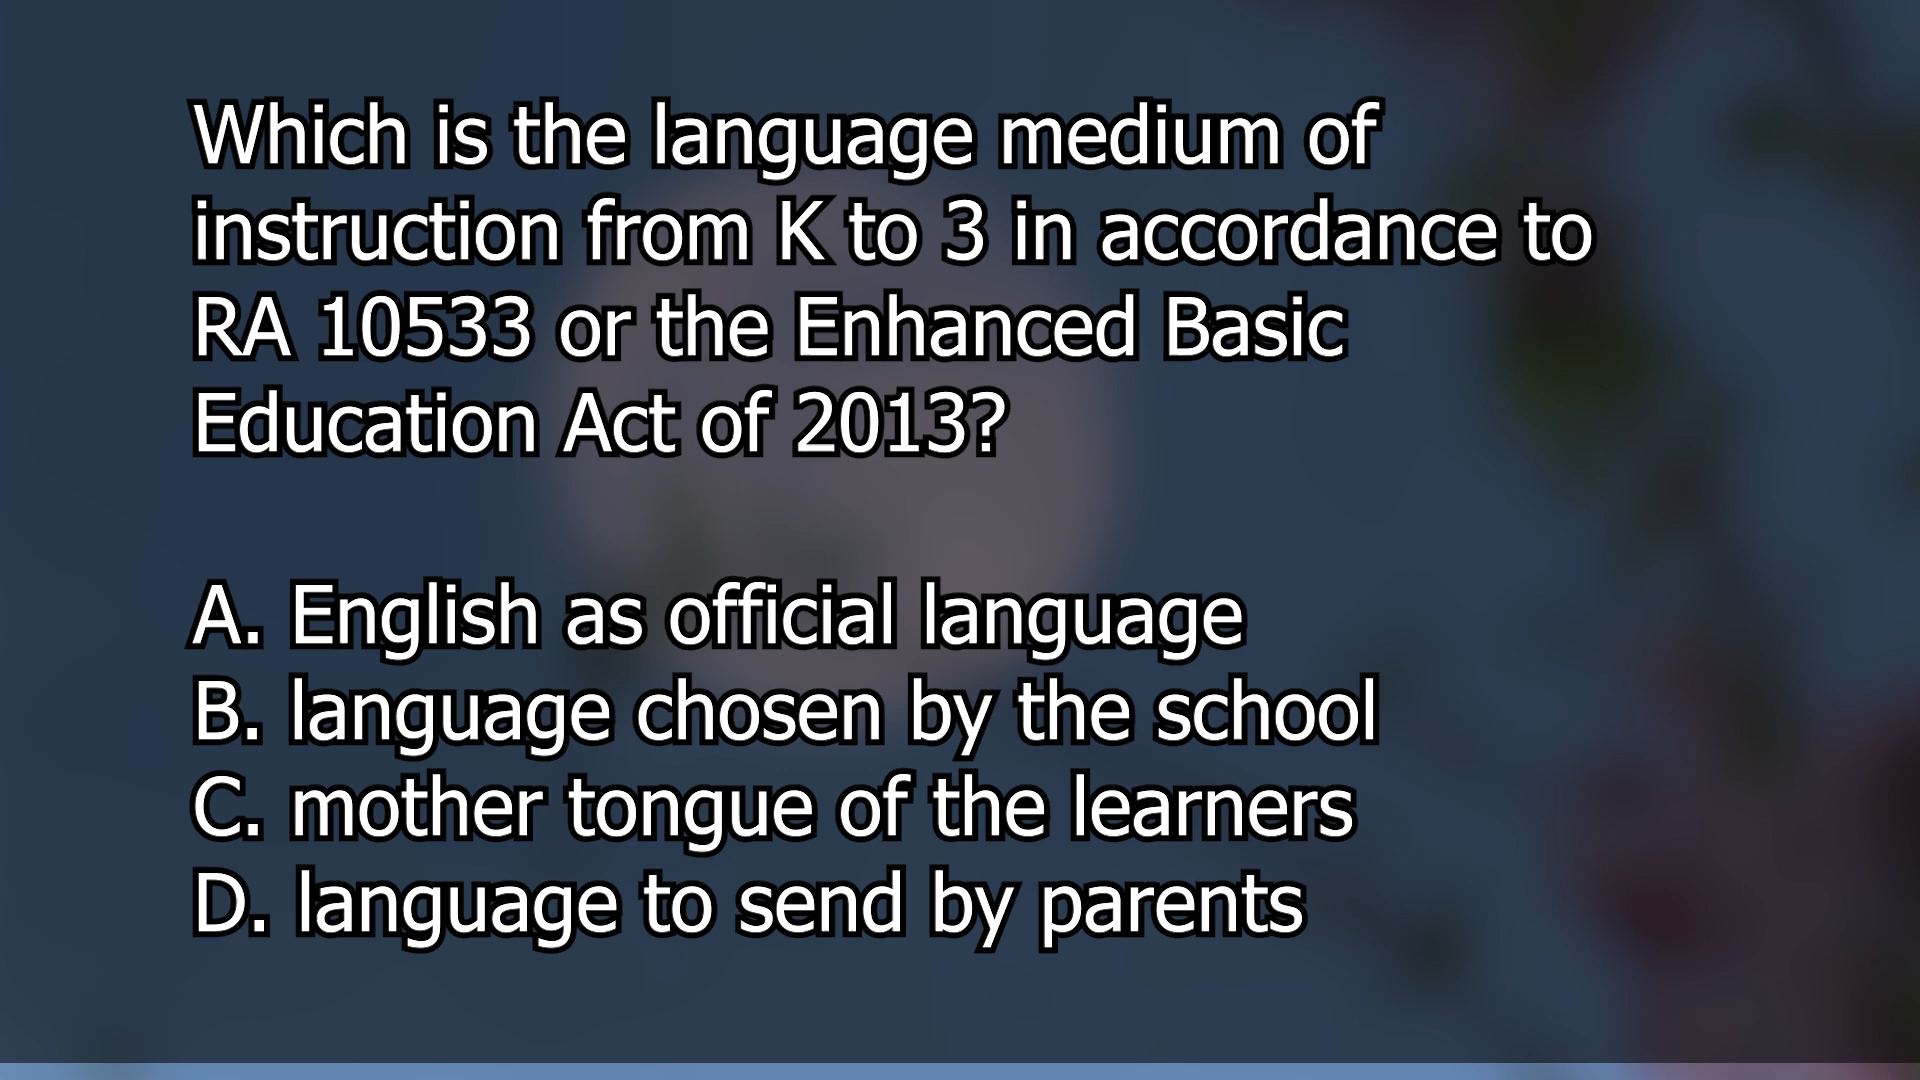 Which is the language medium of
instruction from K to 3 in accordance to
RA 10533 or the Enhanced Basic
Education Act of 2013?
A. English as official language
B. language chosen by the school
C. mother tongue of the learners
D. language to send by parents